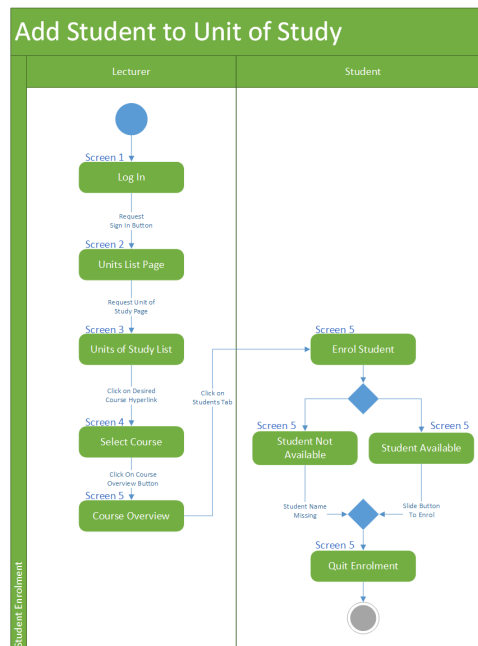 Add Student to Unit of Study
Lecturer
Student
Student Enrolment
Screen 1
Log In
Request
Sign In Button
Screen 2
Units List Page
Request Unit of
Study Page
Screen 3
Units of Study List
Click on Desired
Course Hyperlink
Screen 4
Select Course
Click On Course
Overview Button
Screen 5
Course Overview
Click on
Students Tab
Screen 5
Enrol Student
Screen 5
Student Not
Available
Screen 5
Student Available
Student Name
Missing
Slide Button
To Enrol
Screen 5
Quit Enrolment